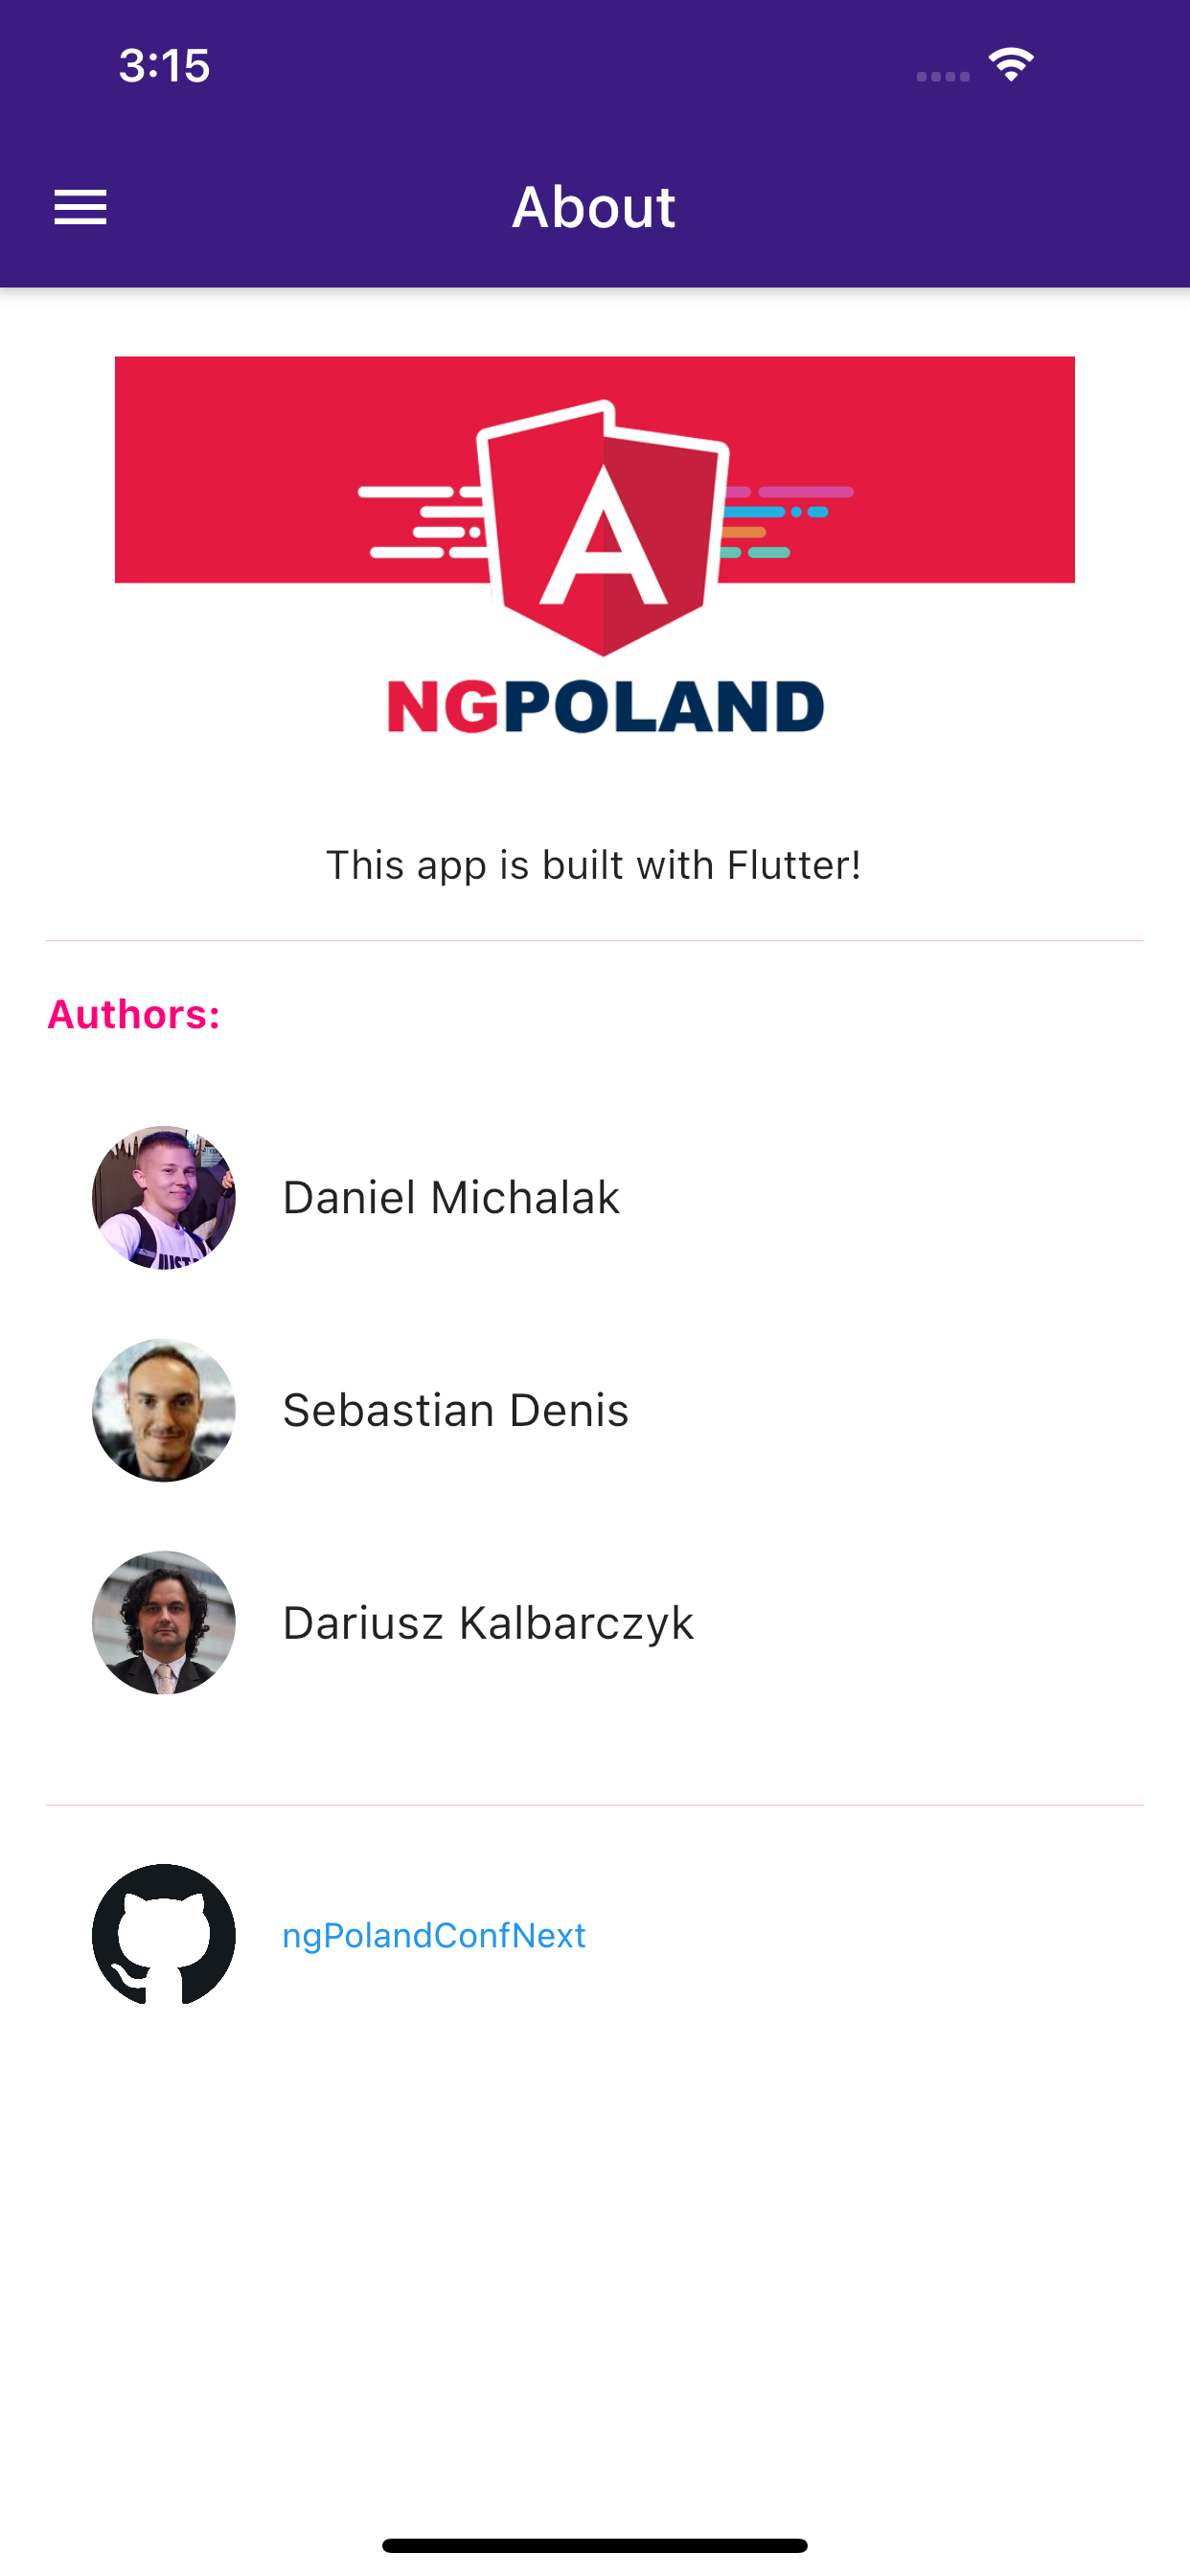 3:15
About
A
NGPOLAND
This app is built with Flutter!
Authors:
Daniel Michalak
Sebastian Denis
Dariusz Kalbarczyk
ngPolandConfNext